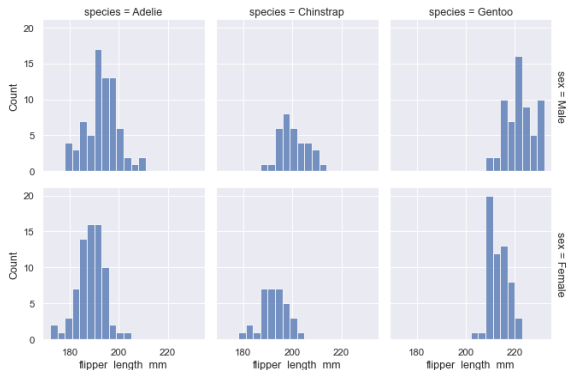 species = Adelie
species = Chinstrap
species = Gentoo
20
15
10
5
0
Count
sex = Male
20
15
10
5
0
Count
sex = Female
180 200 220
180 200 220
180 200 220
flipper_length_mm
flipper_length_mm
flipper_length_mm